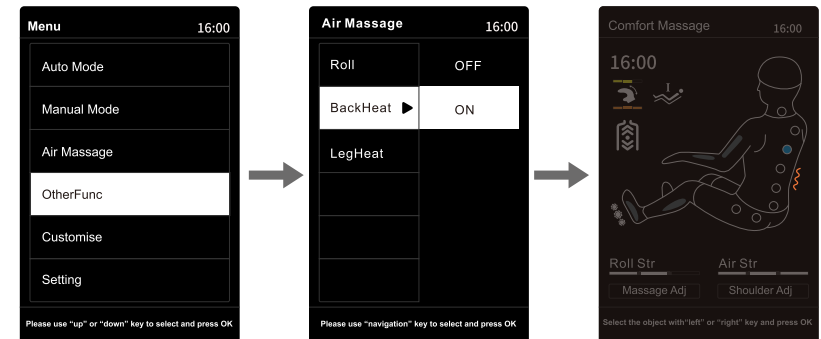 Menu 16:00
Auto Mode
Manual Mode
Air Massage
OtherFunc
Customise
Setting
Please use “up” or “down” key to select and press OK
Air Massage 16:00
Roll OFF
BackHeat ON
LegHeat
Please use “navigation” key to select and press OK
Comfort Massage 16:00
16:00
I
Roll Str Air Str
Massage Adj Shoulder Adj
Select the object with“left” or “right” key and press OK